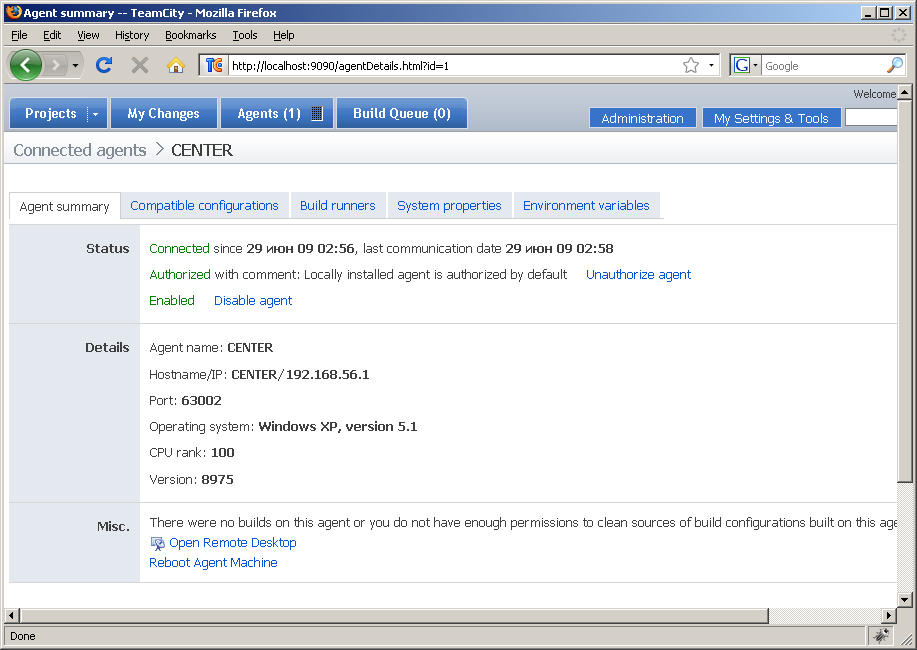 Agent summary -- TeamCity - Mozilla Firefox
File Edit View History Bookmarks Tools Help
http://localhost:9090/agentDetails.html?id=1 Google
Welcome
Projects My Changes Agents (1) Build Queue (0) Administration My Settings & Tools
Connected agents > CENTER
Agent summary Compatible configurations Build runners System properties Environment variables
Status Connected since 29 июн 09 02:56, last communication date 29 июн 09 02:58
Authorized with comment: Locally installed agent is authorized by default Unauthorize agent
Enabled Disable agent
Details Agent name: CENTER
Hostname/IP: CENTER/192.168.56.1
Port: 63002
Operating system: Windows XP, version 5.1
CPU rank: 100
Version: 8975
Misc. There were no builds on this agent or you do not have enough permissions to clean sources of build configurations built on this age
Open Remote Desktop
Reboot Agent Machine
Done